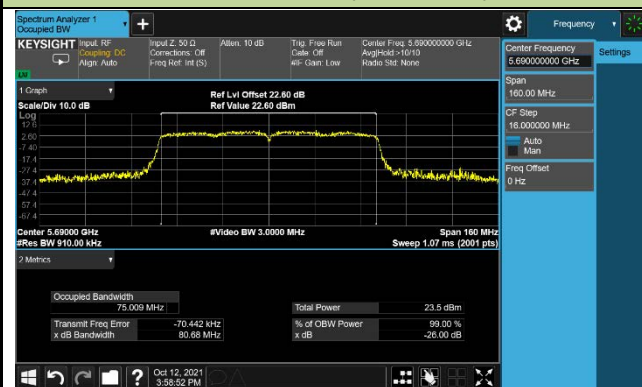 Spectrum Analyzer 1
Occupied BW
Frequency
KEYSIGHT
Input: RF
Coupling: DC
Align: Auto
Input Z: 50 Ω
Corrections: Off
Freq Ref: Int (S)
Atten: 10 dB
Trig: Free Run
Gate: Off
#IF Gain: Low
Center Freq: 5.690000000 GHz
Avg|Hold:>10/10
Radio Std: None
LM
Center Frequency
5.690000000 GHz
Settings
Span
160.00 MHz
CF Step
16.000000 MHz
Auto
Man
Freq Offset
0 Hz
1 Graph
Scale/Div 10.0 dB
Ref Lvl Offset 22.60 dB
Ref Value 22.60 dBm
Log
12.6
2.60
-7.40
-17.4
-27.4
-37.4
-47.4
-57.4
-67.4
Center 5.69000 GHz
#Res BW 910.00 kHz
#Video BW 3.0000 MHz
Span 160 MHz
Sweep 1.07 ms (2001 pts)
2 Metrics
Occupied Bandwidth
75.009 MHz
Total Power
23.5 dBm
Transmit Freq Error
-70.442 kHz
% of OBW Power
99.00 %
x dB Bandwidth
80.68 MHz
x dB
-26.00 dB
?
Oct 12, 2021
3:58:52 PM